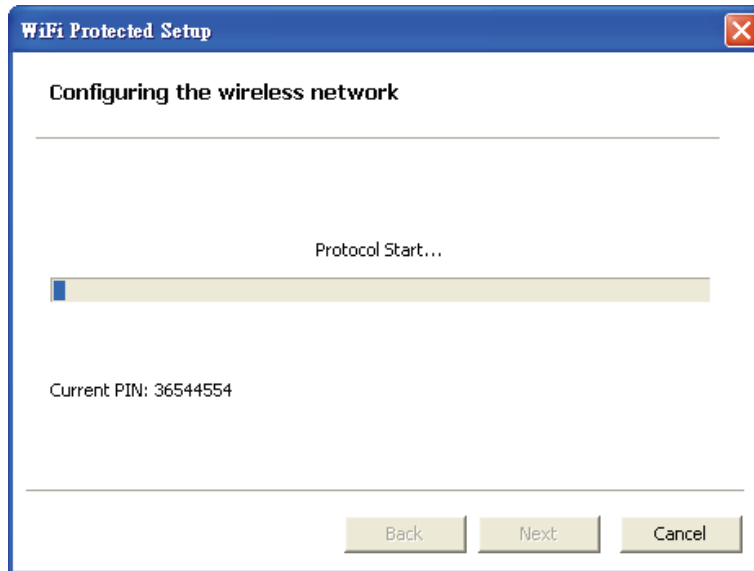 WiFi Protected Setup
Configuring the wireless network
Protocol Start...
Current PIN: 36544554
Back Next Cancel